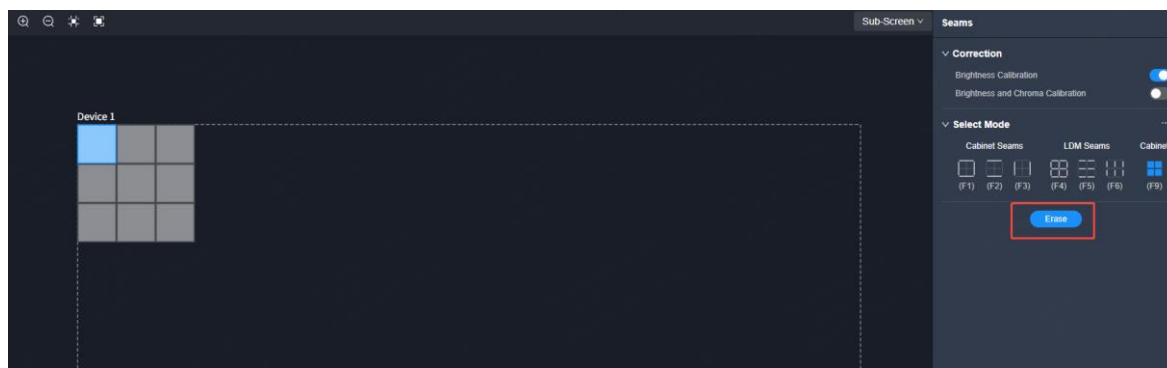 Sub-Screen
Seams
Correction
Brightness Calibration
Brightness and Chroma Calibration
Device 1
Select Mode
Cabinet Seams LDM Seams Cabinet
(F1) (F2) (F3) (F4) (F5) (F6) (F9)
Erase